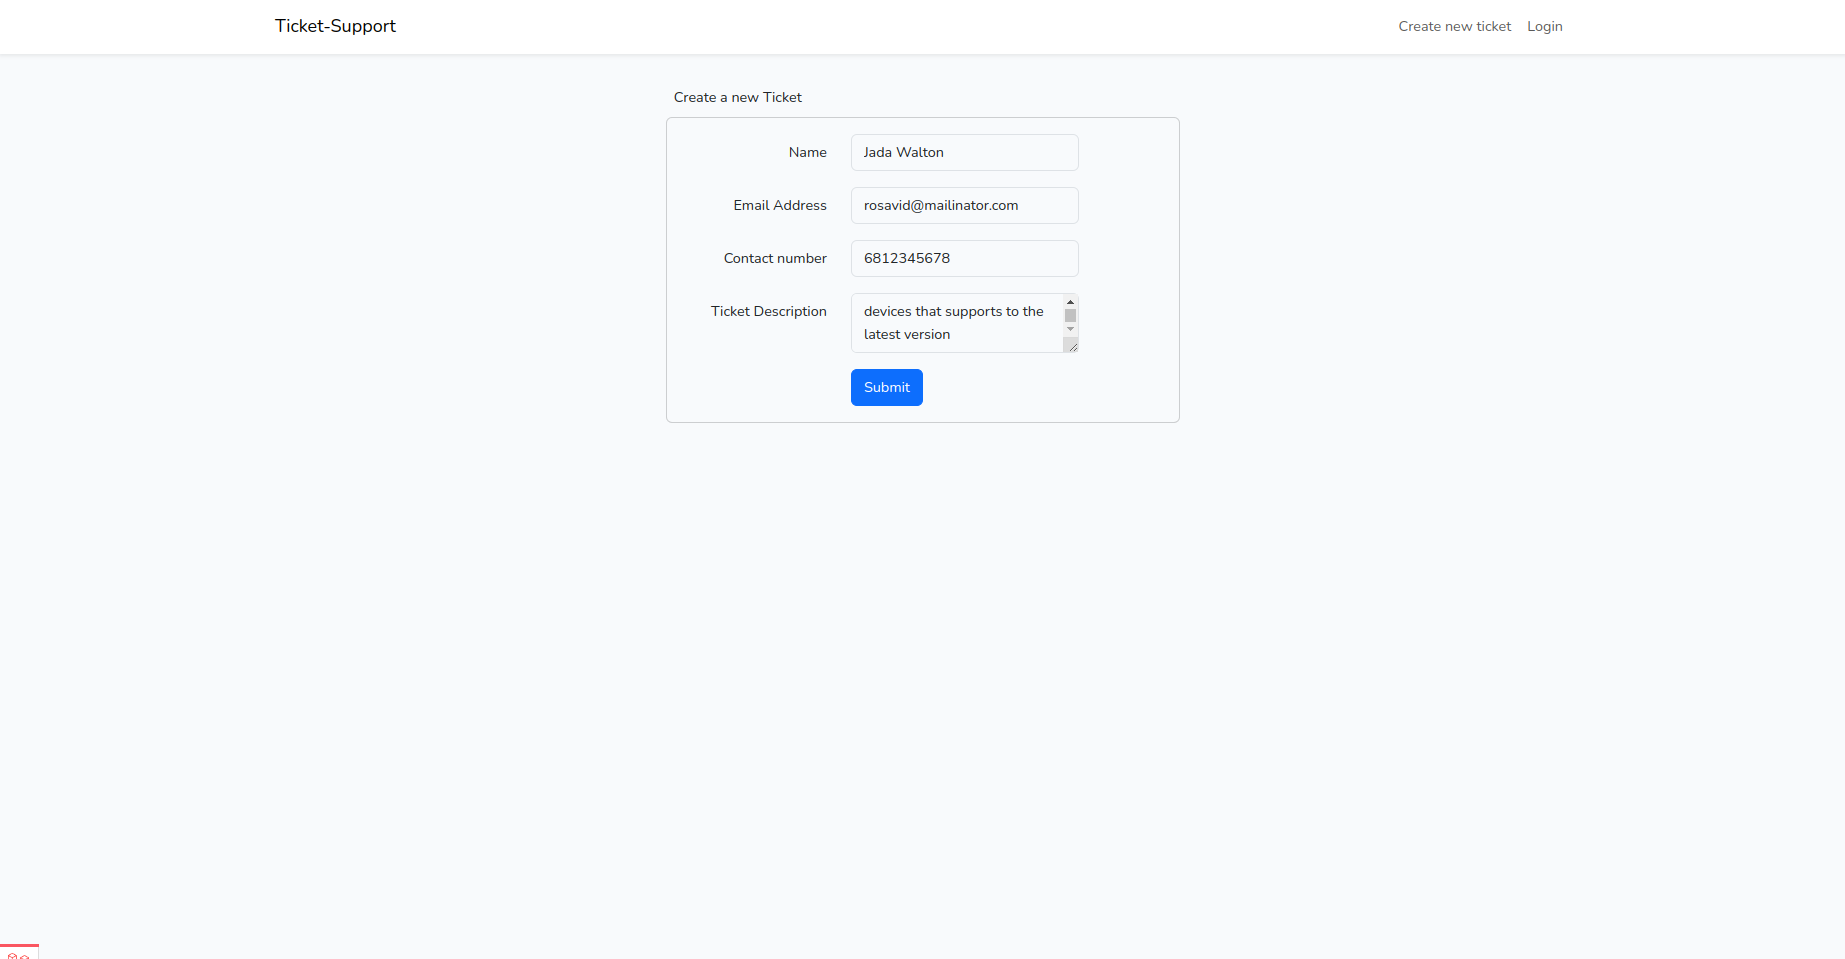 Ticket-Support
Create new ticket
Login
Create a new Ticket
Name
Jada Walton
Email Address
rosavid@mailinator.com
Contact number
6812345678
Ticket Description
devices that supports to the
latest version
Submit